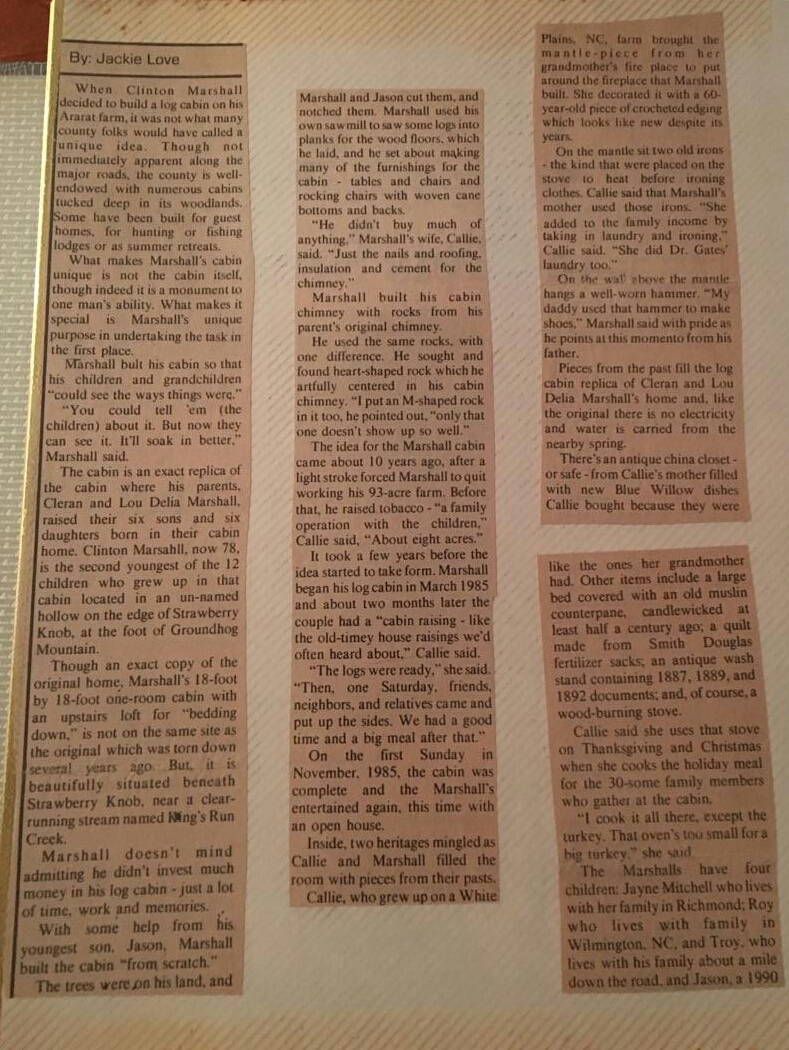 By: Jackie Love
When Clinton Marshall
decided to build a log cabin on his
Ararat farm, it was not what many
county folks would have called a
unique idea. Though not
immediately apparent along the
major roads, the county is well-
endowed with numerous cabins
tucked deep in its woodlands.
Some have been built for guest
homes, for hunting or fishing
lodges or as summer retreats.
What makes Marshall's cabin
unique is not the cabin itself,
though indeed it is a monument to
one man's ability. What makes it
special is Marshall's unique
purpose in undertaking the task in
the first place.
Marshall bult his cabin so that
his children and grandchildren
"could see the ways things were."
"You could tell 'em (the
children) about it. But now they
can see it. It'll soak in better,"
Marshall said.
The cabin is an exact replica of
the cabin where his parents,
Cleran and Lou Delia Marshall,
raised their six sons and six
daughters born in their cabin
home. Clinton Marsahll, now 78,
is the second youngest of the 12
children who grew up in that
cabin located in an un-named
hollow on the edge of Strawberry
Knob, at the foot of Groundhog
Mountain.
Though an exact copy of the
original home, Marshall's 18-foot
by 18-foot one-room cabin with
an upstairs loft for "bedding
down," is not on the same site as
the original which was torn down
several years ago. But, it is
beautifully situated beneath
Strawberry Knob, near a clear-
running stream named King's Run
Creek.
Marshall doesn't mind
admitting he didn't invest much
money in his log cabin - just a lot
of time, work and memories.
With some help from his
youngest son, Jason, Marshall
built the cabin "from scratch."
The trees were on his land, and
Marshall and Jason cut them, and
notched them. Marshall used his
own sawmill to saw some logs into
planks for the wood floors, which
he laid, and he set about making
many of the furnishings for the
cabin - tables and chairs and
rocking chairs with woven cane
bottoms and backs.
"He didn't buy much of
anything," Marshall's wife, Callie,
said. "Just the nails and roofing,
insulation and cement for the
chimney."
Marshall built his cabin
chimney with rocks from his
parent's original chimney.
He used the same rocks, with
one difference. He sought and
found heart-shaped rock which he
artfully centered in his cabin
chimney. "I put an M-shaped rock
in it too, he pointed out, "only that
one doesn't show up so well."
The idea for the Marshall cabin
came about 10 years ago, after a
light stroke forced Marshall to quit
working his 93-acre farm. Before
that, he raised tobacco - "a family
operation with the children,"
Callie said, "About eight acres."
It took a few years before the
idea started to take form. Marshall
began his log cabin in March 1985
and about two months later the
couple had a "cabin raising - like
the old-timey house raisings we'd
often heard about," Callie said.
"The logs were ready," she said.
"Then, one Saturday, friends,
neighbors, and relatives came and
put up the sides. We had a good
time and a big meal after that."
On the first Sunday in
November, 1985, the cabin was
complete and the Marshall's
entertained again, this time with
an open house.
Inside, two heritages mingled as
Callie and Marshall filled the
room with pieces from their pasts.
Callie, who grew up on a White
Plains, NC, farm brought the
mantle-piece from her
grandmother's fire place to put
around the fireplace that Marshall
built. She decorated it with a 60-
year-old piece of crocheted edging
which looks like new despite its
years.
On the mantle sit two old irons
- the kind that were placed on the
stove to heat before ironing
clothes. Callie said that Marshall's
mother used those irons. "She
added to the family income by
taking in laundry and ironing,"
Callie said. "She did Dr. Gates'
laundry too."
On the wall above the mantle
hangs a well-worn hammer. "My
daddy used that hammer to make
shoes," Marshall said with pride as
he points at this momento from his
father.
Pieces from the past fill the log
cabin replica of Cleran and Lou
Delia Marshall's home and, like
the original there is no electricity
and water is carried from the
nearby spring.
There's an antique china closet -
or safe - from Callie's mother filled
with new Blue Willow dishes
Callie bought because they were
like the ones her grandmother
had. Other items include a large
bed covered with an old muslin
counterpane, candlewicked at
least half a century ago; a quilt
made from Smith Douglas
fertilizer sacks; an antique wash
stand containing 1887, 1889, and
1892 documents; and, of course, a
wood-burning stove.
Callie said she uses that stove
on Thanksgiving and Christmas
when she cooks the holiday meal
for the 30-some family members
who gather at the cabin.
"I cook it all there, except the
turkey. That oven's too small for a
big turkey," she said.
The Marshalls have four
children: Jayne Mitchell who lives
with her family in Richmond; Roy
who lives with family in
Wilmington, NC, and Troy, who
lives with his family about a mile
down the road, and Jason, a 1990